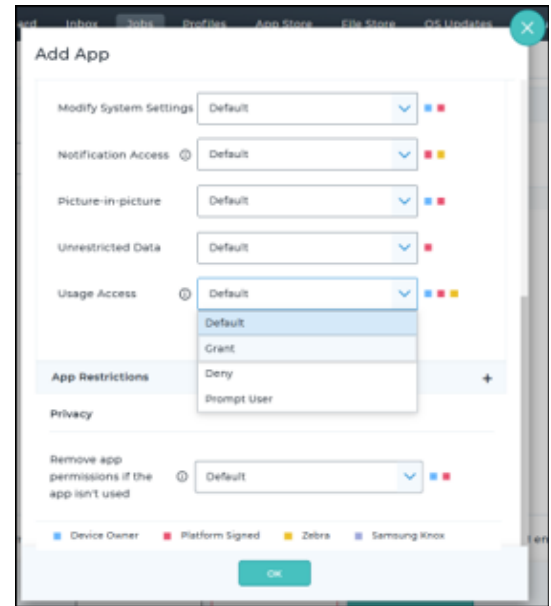 Inbox Jobs Profiles App Store File Store OS Updates
Add App
Modify System Settings Default
Notification Access Default
Picture-in-picture Default
Unrestricted Data Default
Usage Access Default
Default
Grant
App Restrictions +
Deny
Prompt User
Privacy
Remove app
permissions if the Default
app isn't used
Device Owner Platform Signed Zebra Samsung Knox
OK